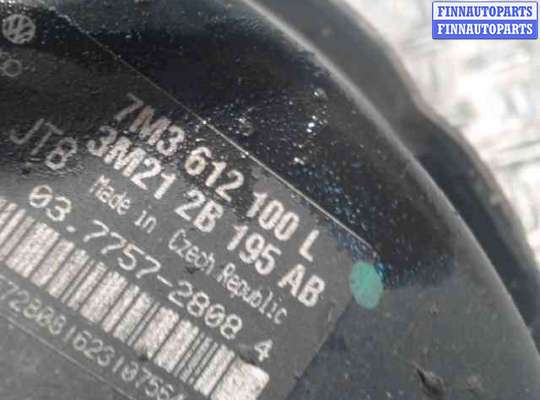 FINNAUTOPARTS
FINNAUTOPARTS
7M3 612 100 L
3M21 2B 195 AB
JTB
Made in Czech Republic
03.7757-2808.4